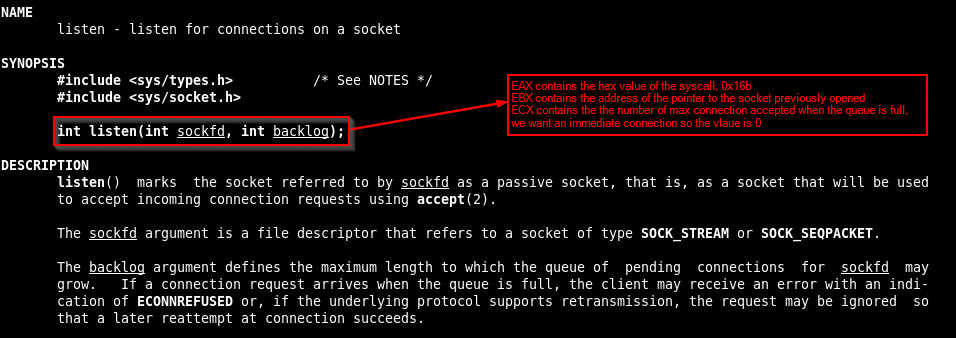 NAME
listen - listen for connections on a socket
SYNOPSIS
#include <sys/types.h>          /* See NOTES */
#include <sys/socket.h>
int listen(int sockfd, int backlog);
EAX contains the hex value of the syscall, 0x16b
EBX contains the address of the pointer to the socket previously opened
ECX contains the the number of max connection accepted when the queue is full,
we want an immediate connection so the vlaue is 0
DESCRIPTION
listen()  marks  the socket referred to by sockfd as a passive socket, that is, as a socket that will be used
to accept incoming connection requests using accept(2).
The sockfd argument is a file descriptor that refers to a socket of type SOCK_STREAM or SOCK_SEQPACKET.
The backlog argument defines the maximum length to which the queue of  pending  connections  for  sockfd  may
grow.   If a connection request arrives when the queue is full, the client may receive an error with an indi-
cation of ECONNREFUSED or, if the underlying protocol supports retransmission, the request may be ignored  so
that a later reattempt at connection succeeds.